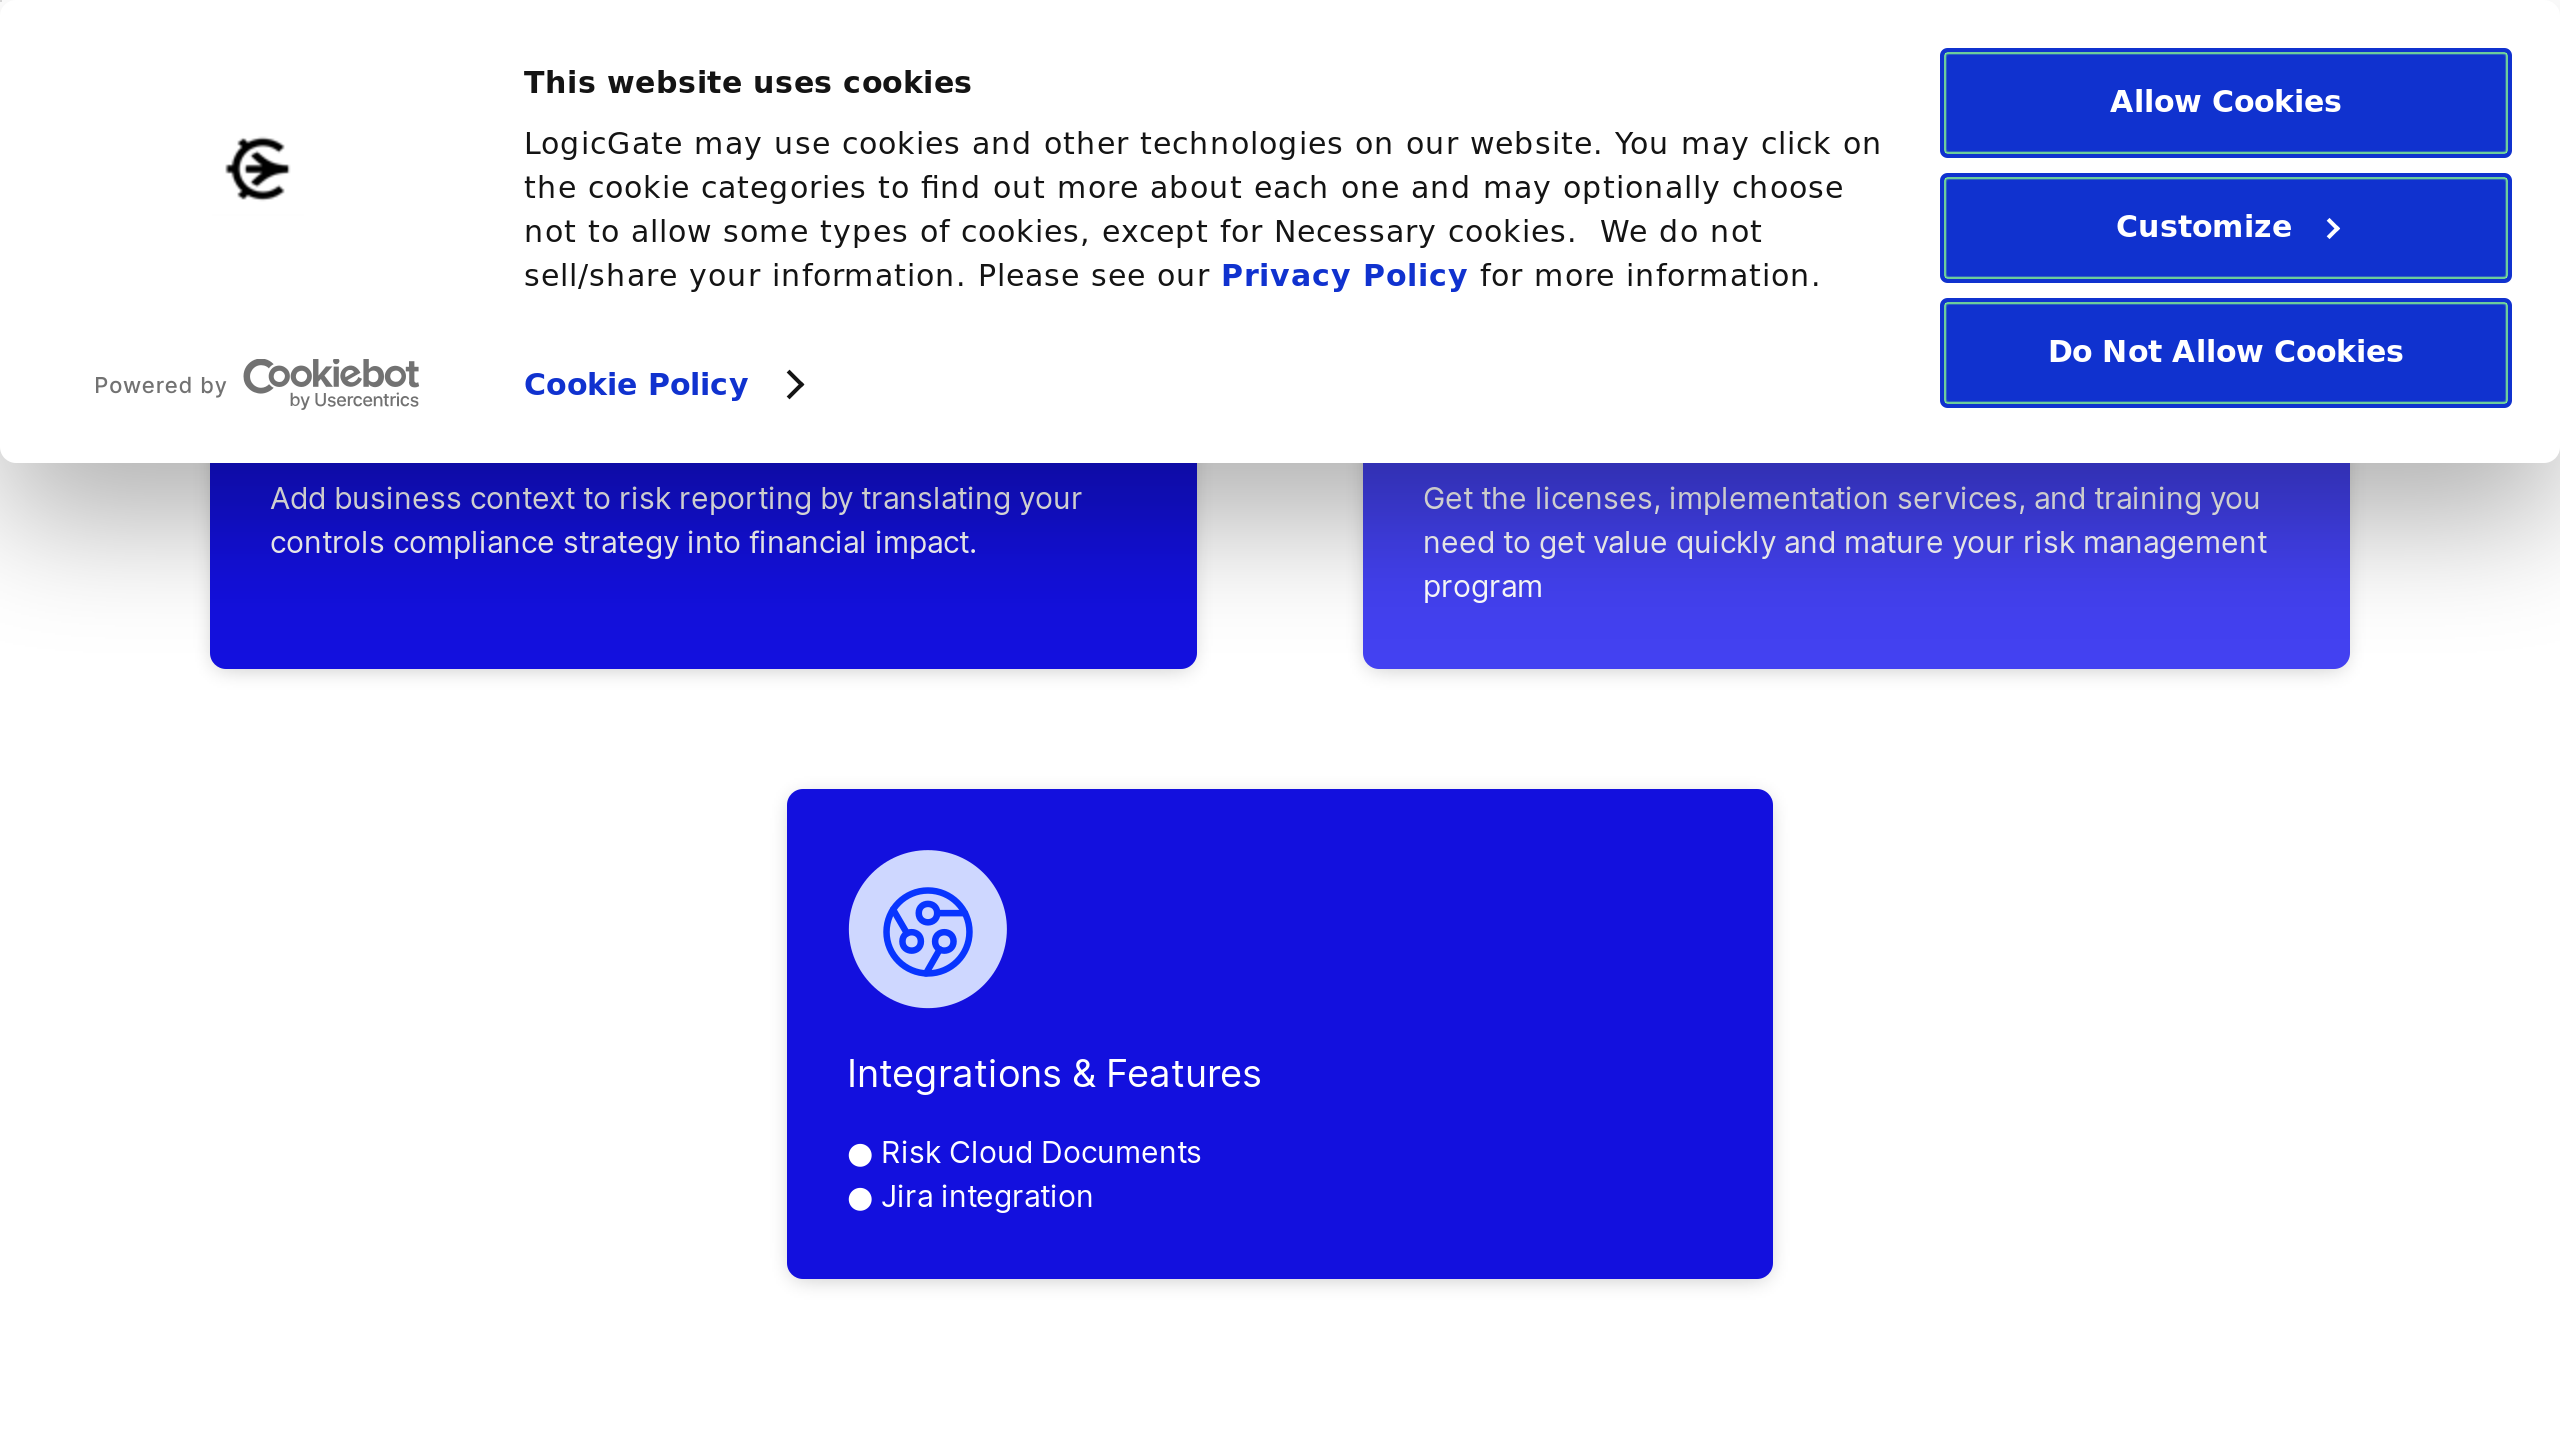 This website uses cookies
LogicGate may use cookies and other technologies on our website. You may click on
the cookie categories to find out more about each one and may optionally choose
not to allow some types of cookies, except for Necessary cookies.  We do not
sell/share your information. Please see our Privacy Policy for more information.
Powered by Cookiebot
by Usercentrics
Cookie Policy
Allow Cookies
Customize
Do Not Allow Cookies
Add business context to risk reporting by translating your
controls compliance strategy into financial impact.
Get the licenses, implementation services, and training you
need to get value quickly and mature your risk management
program
Integrations & Features
● Risk Cloud Documents
● Jira integration